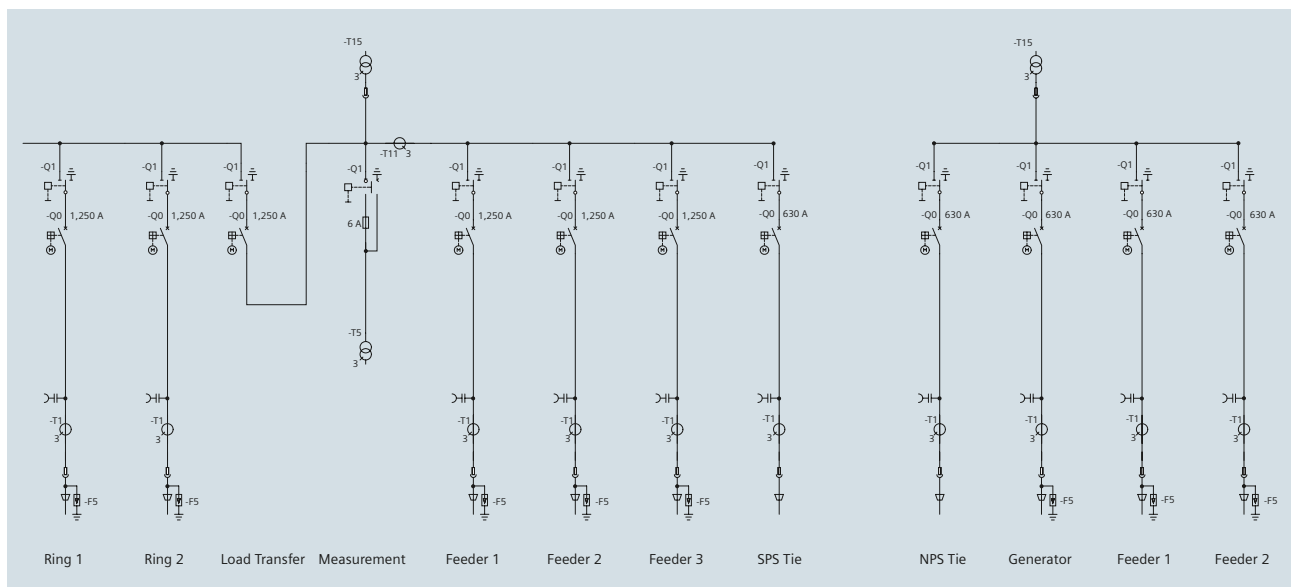 -T15
-T15
3
3
-T11 3
-Q1
-Q1
-Q1
-Q1
-Q1
-Q1
-Q1
-Q1
-Q1
-Q1
-Q1
-Q1
-Q0 1,250 A
-Q0 1,250 A
-Q0 1,250 A
6 A
-Q0 1,250 A
-Q0 1,250 A
-Q0 1,250 A
-Q0 630 A
-Q0 630 A
-Q0 630 A
-Q0 630 A
-Q0 630 A
M
M
M
M
M
M
M
M
M
M
M
-T5
3
-T1
-T1
-T1
-T1
-T1
-T1
-T1
-T1
-T1
-T1
3
3
3
3
3
3
3
3
3
3
-F5
-F5
-F5
-F5
-F5
-F5
-F5
-F5
Ring 1 Ring 2 Load Transfer Measurement Feeder 1 Feeder 2 Feeder 3 SPS Tie NPS Tie Generator Feeder 1 Feeder 2